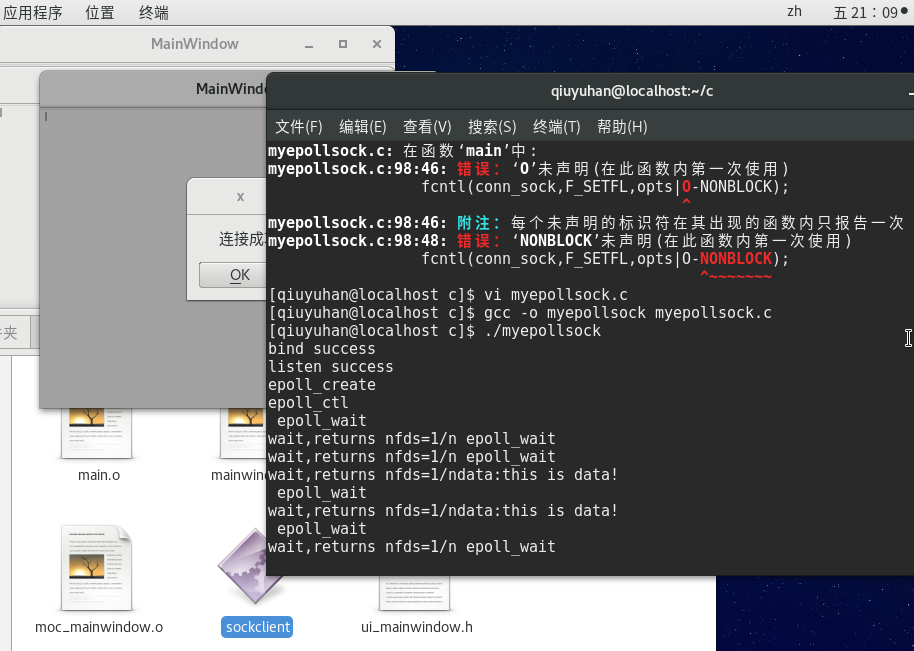 应用程序 位置 终端 zh 五 21：09
MainWindow
MainWindo
qiuyuhan@localhost:~/c
文件(F) 编辑(E) 查看(V) 搜索(S) 终端(T) 帮助(H)
myepollsock.c: 在函数‘main’中：
myepollsock.c:98:46: 错误： ‘O’未声明(在此函数内第一次使用)
fcntl(conn_sock,F_SETFL,opts|O-NONBLOCK);
^
myepollsock.c:98:46: 附注： 每个未声明的标识符在其出现的函数内只报告一次
myepollsock.c:98:48: 错误： ‘NONBLOCK’未声明(在此函数内第一次使用)
fcntl(conn_sock,F_SETFL,opts|O-NONBLOCK);
^~~~~~~~
[qiuyuhan@localhost c]$ vi myepollsock.c
[qiuyuhan@localhost c]$ gcc -o myepollsock myepollsock.c
[qiuyuhan@localhost c]$ ./myepollsock
bind success
listen success
epoll_create
epoll_ctl
epoll_wait
wait,returns nfds=1/n epoll_wait
wait,returns nfds=1/n epoll_wait
wait,returns nfds=1/ndata:this is data!
epoll_wait
wait,returns nfds=1/ndata:this is data!
epoll_wait
wait,returns nfds=1/n epoll_wait
x
连接成
OK
夹
main.o
mainwin
moc_mainwindow.o
sockclient
ui_mainwindow.h